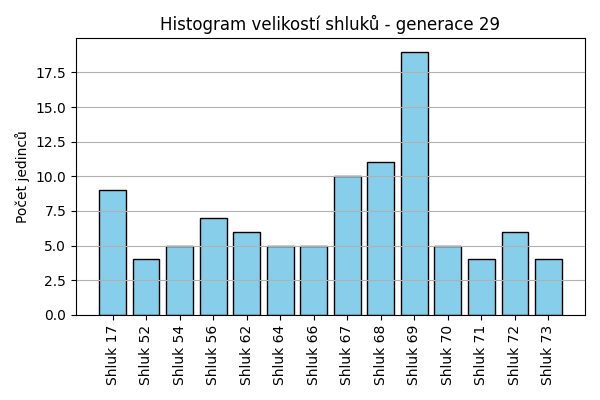 Histogram velikostí shluků - generace 29
Počet jedinců
17.5
15.0
12.5
10.0
7.5
5.0
2.5
0.0
Shluk 17
Shluk 52
Shluk 54
Shluk 56
Shluk 62
Shluk 64
Shluk 66
Shluk 67
Shluk 68
Shluk 69
Shluk 70
Shluk 71
Shluk 72
Shluk 73